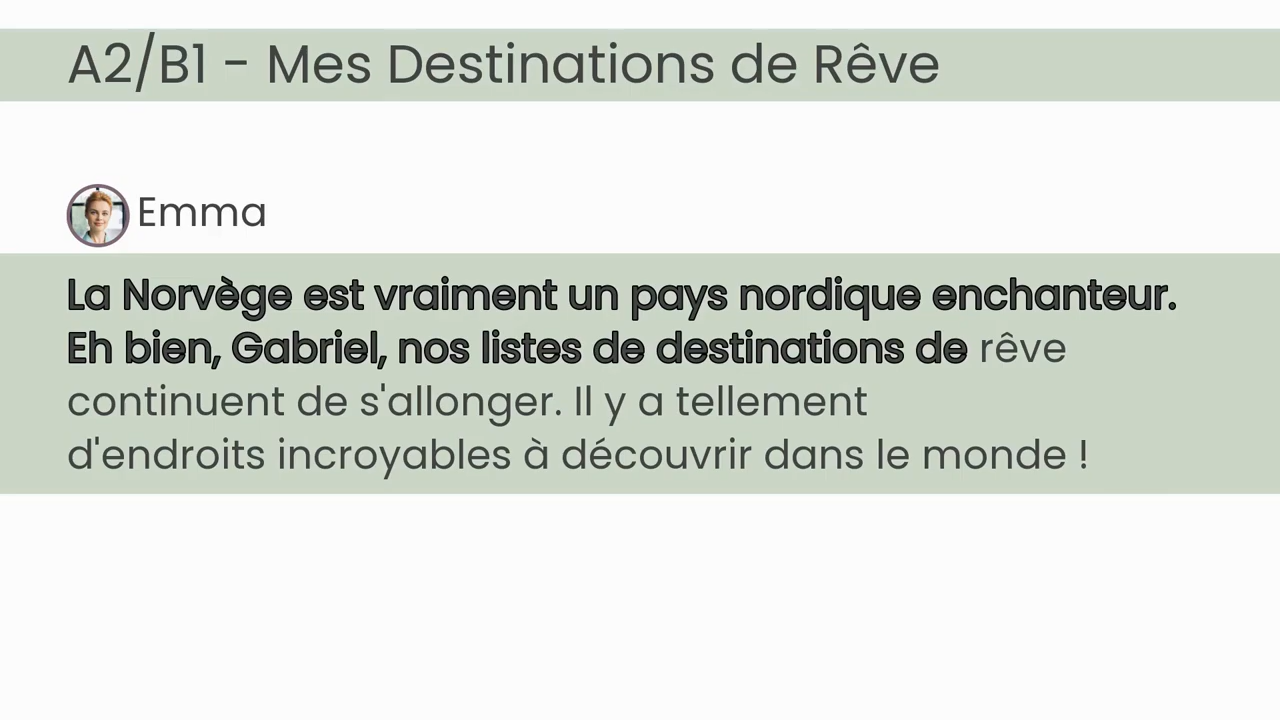 A2/B1 - Mes Destinations de Rêve
Emma
La Norvège est vraiment un pays nordique enchanteur.
Eh bien, Gabriel, nos listes de destinations de rêve
continuent de s'allonger. Il y a tellement
d'endroits incroyables à découvrir dans le monde !